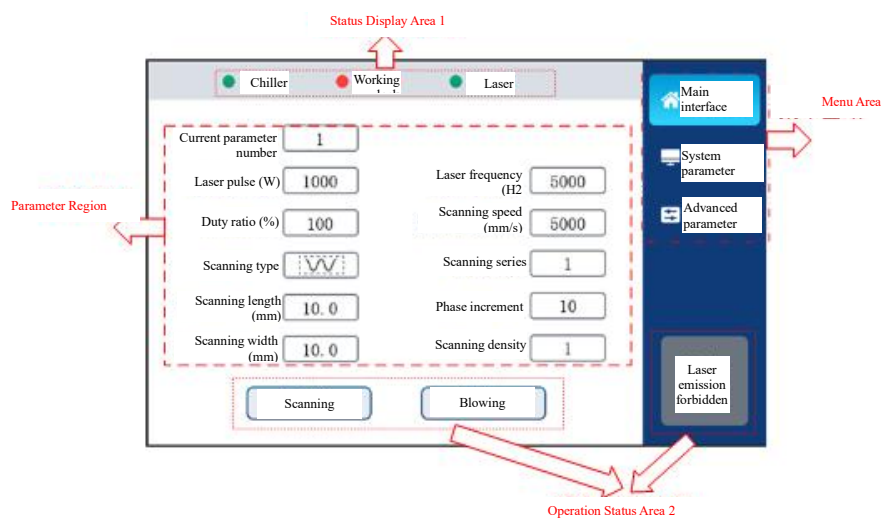 Status Display Area 1
Chiller
Working
Laser
Main
interface
Menu Area
Current parameter
number
1
System
parameter
Laser pulse (W)
1000
Laser frequency
(H2
5000
Parameter Region
Duty ratio (%)
100
Scanning speed
(mm/s)
5000
Advanced
parameter
Scanning type
Scanning series
1
Scanning length
(mm)
10.0
Phase increment
10
Scanning width
(mm)
10.0
Scanning density
1
Laser
emission
forbidden
Scanning
Blowing
Operation Status Area 2